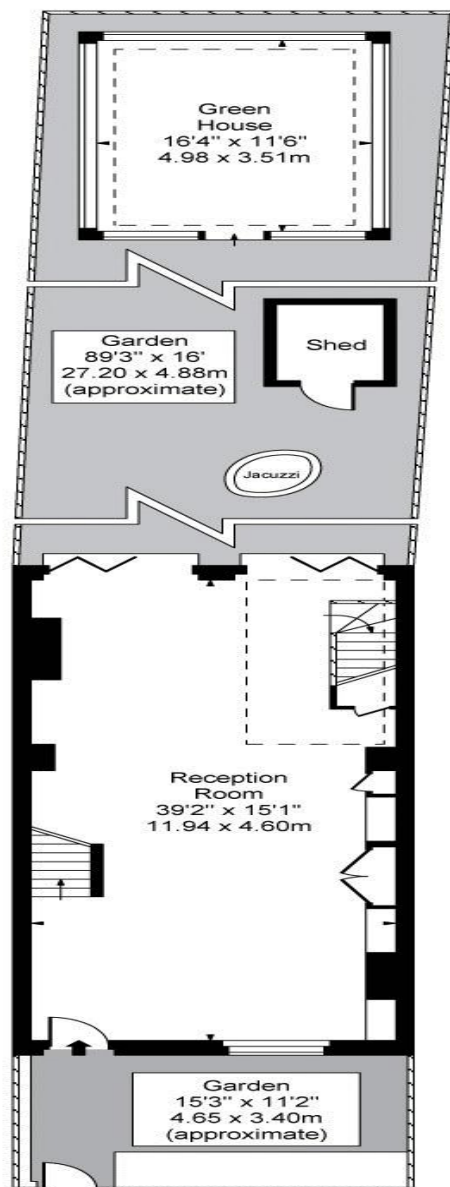 Green
House
16'4" x 11'6"
4.98 x 3.51m
Garden
89'3" x 16'
27.20 x 4.88m
(approximate)
Shed
Jacuzzi
Reception
Room
39'2" x 15'1"
11.94 x 4.60m
Garden
15'3" x 11'2"
4.65 x 3.40m
(approximate)